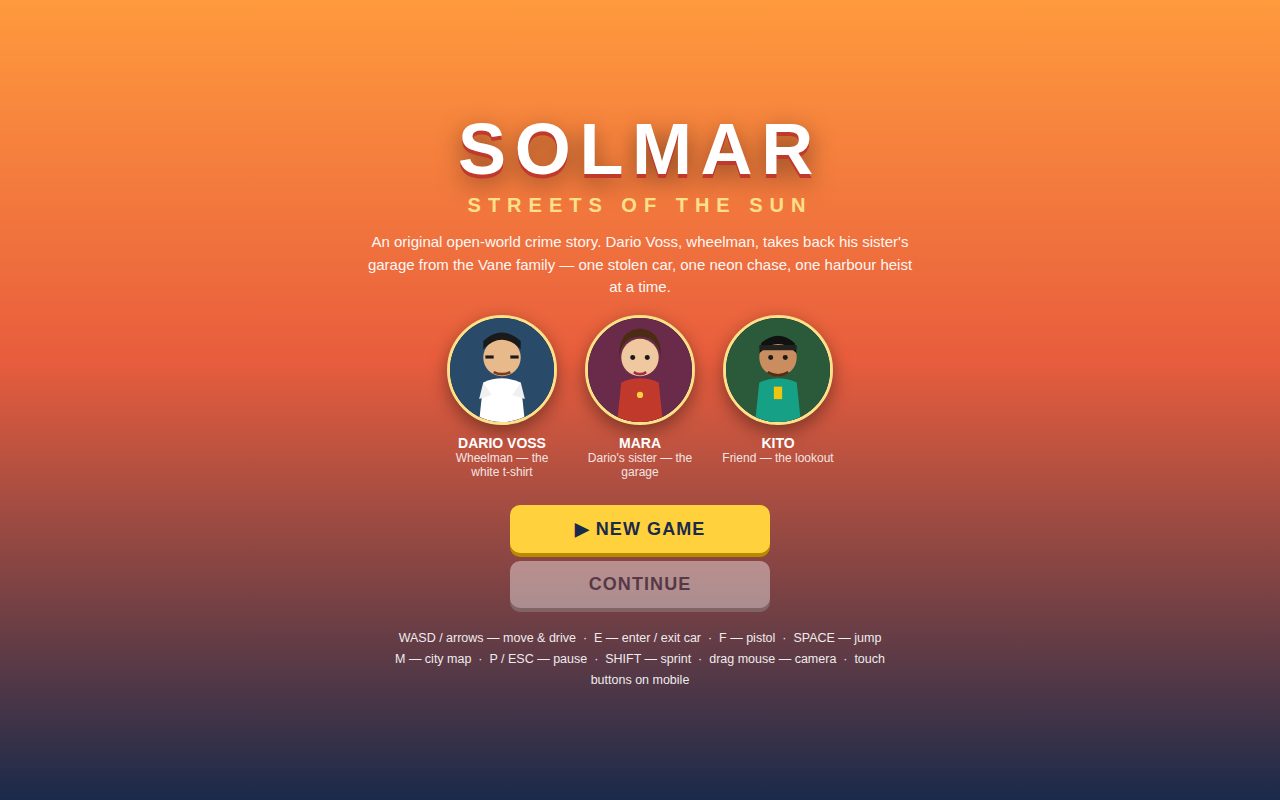 SOLMAR
STREETS OF THE SUN
An original open-world crime story. Dario Voss, wheelman, takes back his sister's
garage from the Vane family — one stolen car, one neon chase, one harbour heist
at a time.
DARIO VOSS
Wheelman — the
white t-shirt
MARA
Dario's sister — the
garage
KITO
Friend — the lookout
▶ NEW GAME
CONTINUE
WASD / arrows — move & drive · E — enter / exit car · F — pistol · SPACE — jump
M — city map · P / ESC — pause · SHIFT — sprint · drag mouse — camera · touch
buttons on mobile